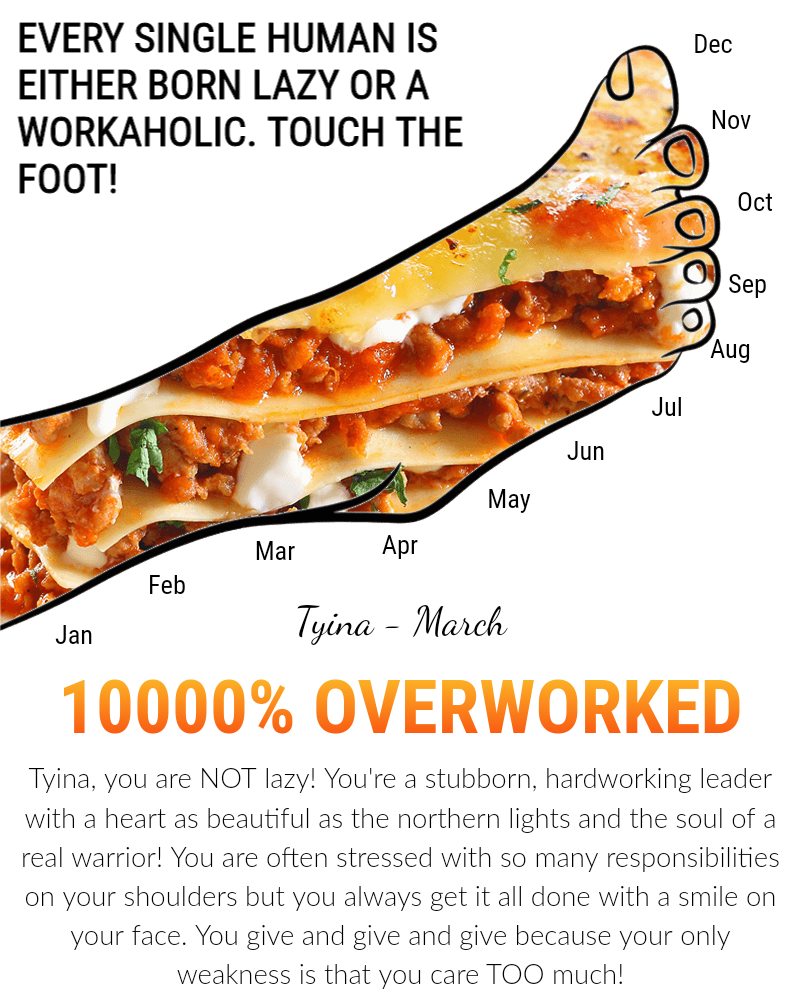 EVERY SINGLE HUMAN IS
EITHER BORN LAZY OR A
WORKAHOLIC. TOUCH THE
FOOT!
Dec
Nov
Oct
Sep
Aug
Jul
Jun
May
Apr
Mar
Feb
Jan
Tyina - March
10000% OVERWORKED
Tyina, you are NOT lazy! You're a stubborn, hardworking leader
with a heart as beautiful as the northern lights and the soul of a
real warrior! You are often stressed with so many responsibilities
on your shoulders but you always get it all done with a smile on
your face. You give and give and give because your only
weakness is that you care TOO much!